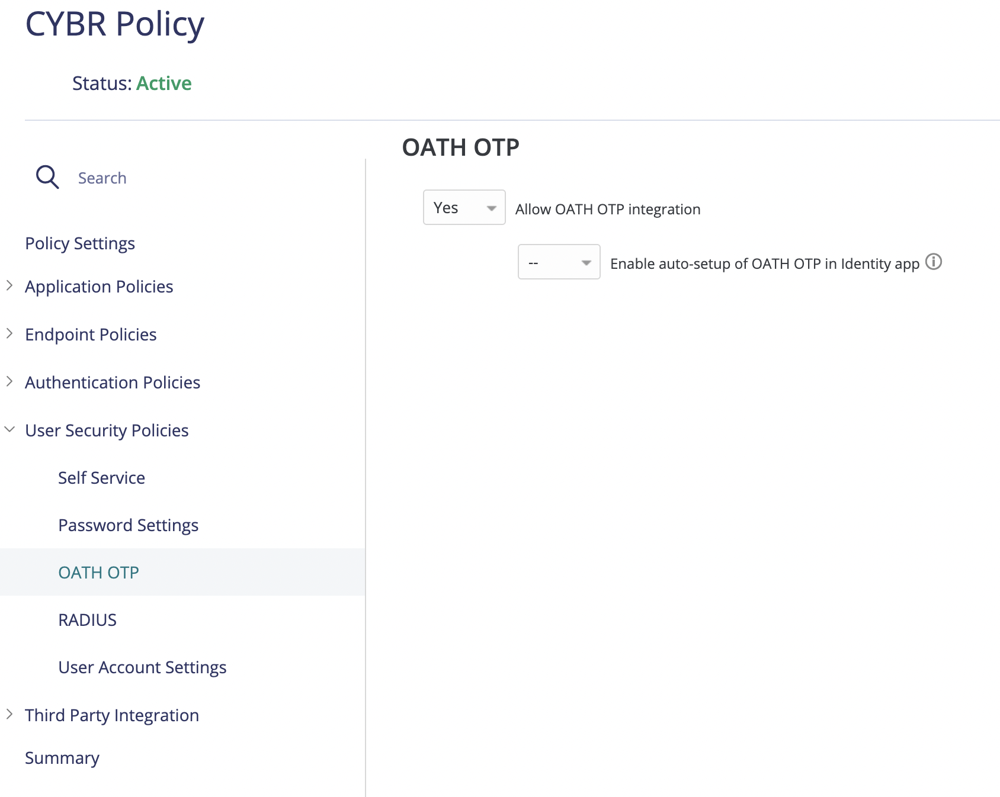 CYBR Policy
Status: Active
Search
Policy Settings
Application Policies
Endpoint Policies
Authentication Policies
User Security Policies
Self Service
Password Settings
OATH OTP
RADIUS
User Account Settings
Third Party Integration
Summary
OATH OTP
Yes Allow OATH OTP integration
-- Enable auto-setup of OATH OTP in Identity app